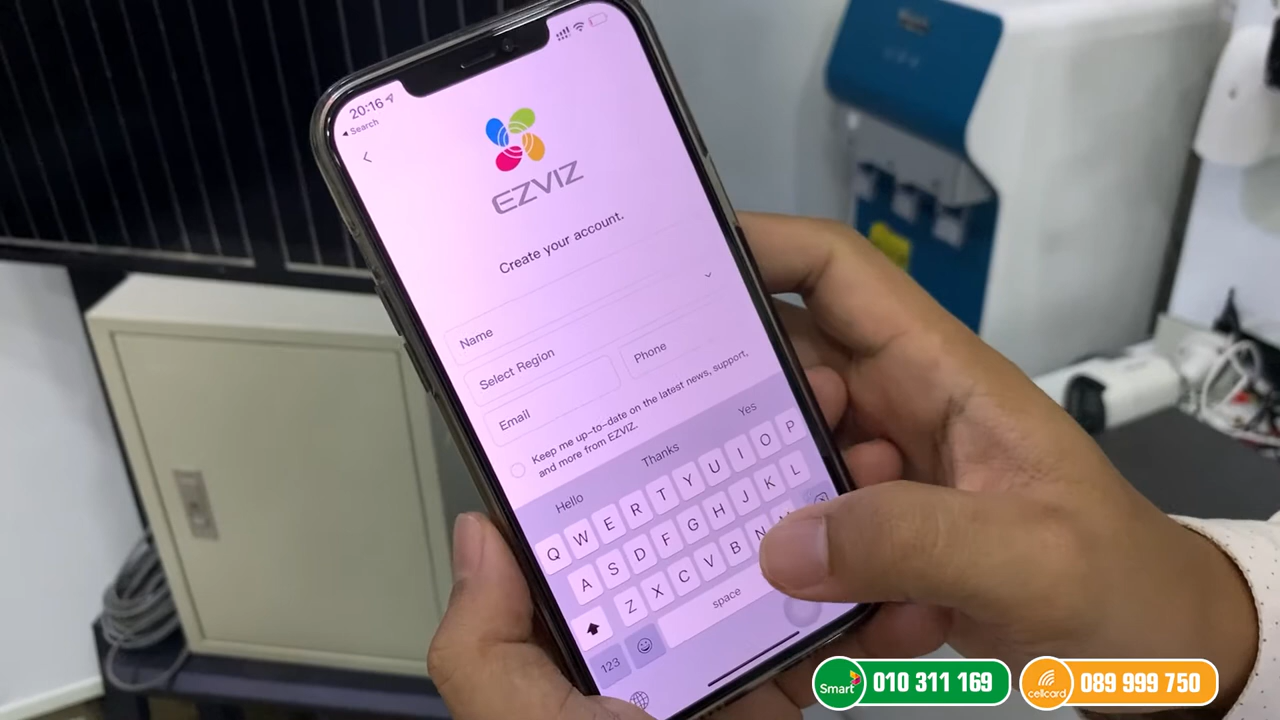 20:16
Search
EZVIZ
Create your account.
Name
Select Region
Email
Phone
Keep me up-to-date on the latest news, support,
and more from EZVIZ.
Hello
Thanks
Yes
Q W E R T Y U I O P
A S D F G H J K L
Z X C V B N
123
space
Smart
010 311 169
cellcard
089 999 750